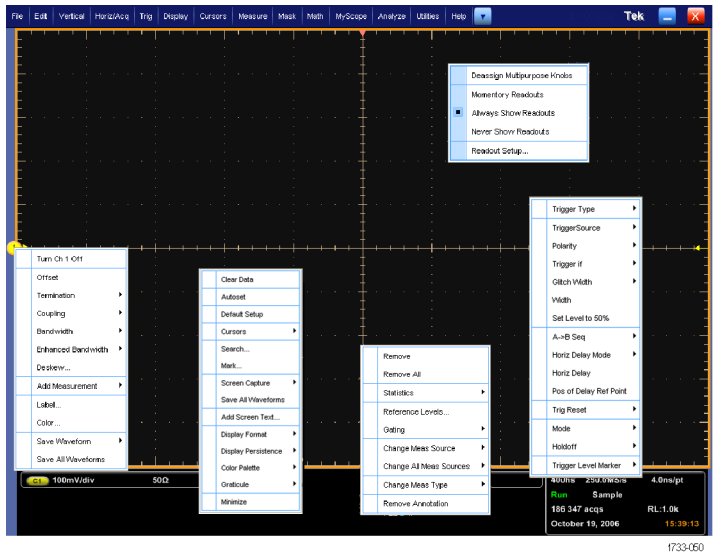 File Edit Vertical Horiz/Acq Trig Display Cursors Measure Mask Math MyScope Analyze Utilities Help Tek X
Deassign Multipurpose Knobs
Momentory Readouts
Always Show Readouts
Never Show Readouts
Readout Setup...
Trigger Type
TriggerSource
Polarity
Trigger if
Glitch Width
Width
Set Level to 50%
A->B Seq
Horiz Delay Mode
Horiz Delay
Pos of Delay Ref Point
Trig Reset
Mode
Holdoff
Trigger Level Marker
Turn Ch 1 Off
Offset
Termination
Coupling
Bandwidth
Enhanced Bandwidth
Deskew...
Add Measurement
Label...
Color...
Save Waveform
Save All Waveforms
Clear Data
Autoset
Default Setup
Cursors
Search...
Mark...
Screen Capture
Save All Waveforms
Add Screen Text...
Display Format
Display Persistence
Color Palette
Graticule
Minimize
Remove
Remove All
Statistics
Reference Levels...
Gating
Change Meas Source
Change All Meas Sources
Change Meas Type
Remove Annotation
C1 100mV/div 50Ω
400ns 250.0MS/s 4.0ns/pt
Run Sample
186 347 acqs RL:1.0k
October 19, 2006 15:39:13
1733-050